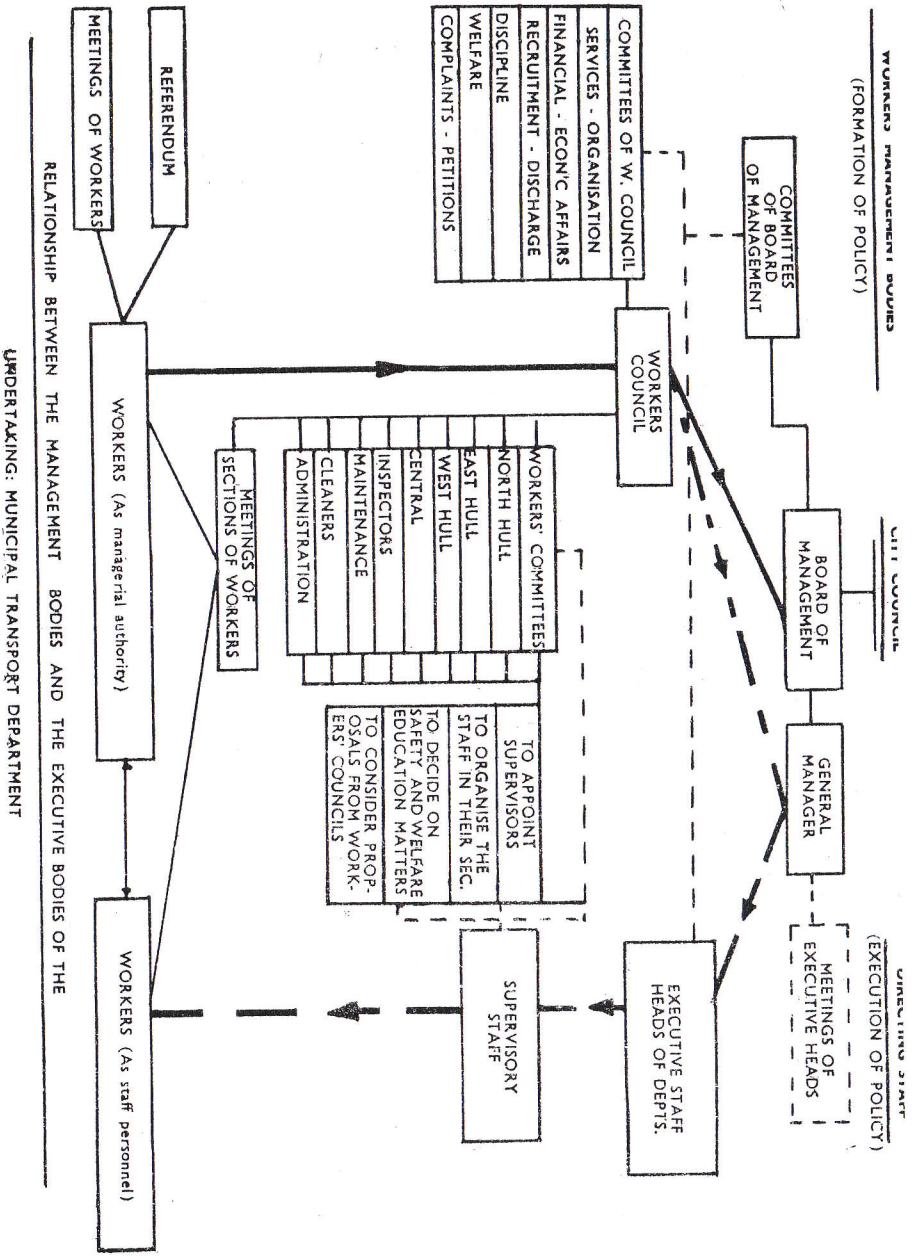 WORKERS MANAGEMENT BODIES
(FORMATION OF POLICY)
CITY COUNCIL
DIRECTING STAFF
(EXECUTION OF POLICY)
COMMITTEES
OF BOARD
OF MANAGEMENT
BOARD OF
MANAGEMENT
GENERAL
MANAGER
MEETINGS OF
EXECUTIVE HEADS
COMMITTEES OF W. COUNCIL
SERVICES - ORGANISATION
FINANCIAL - ECON'C AFFAIRS
RECRUITMENT - DISCHARGE
DISCIPLINE
WELFARE
COMPLAINTS - PETITIONS
WORKERS
COUNCIL
EXECUTIVE STAFF
HEADS OF DEPTS.
WORKERS' COMMITTEES
NORTH HULL
EAST HULL
WEST HULL
CENTRAL
INSPECTORS
MAINTENANCE
CLEANERS
ADMINISTRATION
TO APPOINT
SUPERVISORS
TO ORGANISE THE
STAFF IN THEIR SEC.
TO DECIDE ON
SAFETY AND WELFARE
EDUCATION MATTERS
TO CONSIDER PROP-
OSALS FROM WORK-
ERS' COUNCILS
SUPERVISORY
STAFF
MEETINGS OF
SECTIONS OF WORKERS
REFERENDUM
MEETINGS OF WORKERS
WORKERS (As managerial authority)
WORKERS (As staff personnel)
RELATIONSHIP BETWEEN THE MANAGEMENT BODIES AND THE EXECUTIVE BODIES OF THE
UNDERTAKING: MUNICIPAL TRANSPORT DEPARTMENT